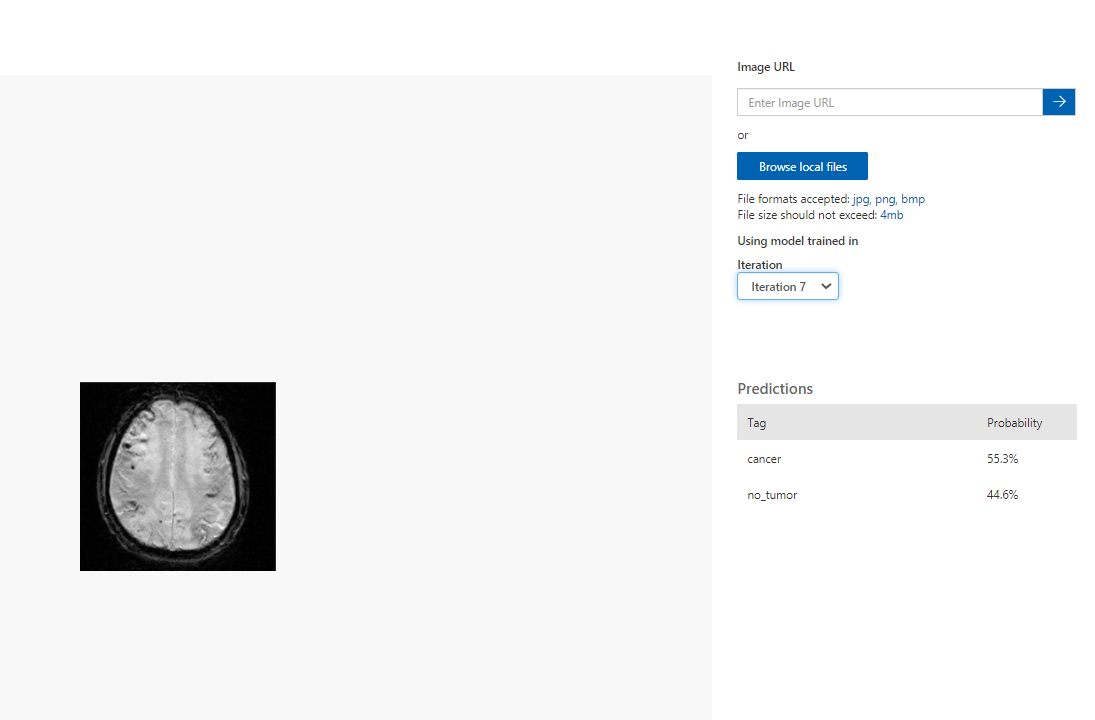 Image URL
Enter Image URL
or
Browse local files
File formats accepted: jpg, png, bmp
File size should not exceed: 4mb
Using model trained in
Iteration
Iteration 7
Predictions
Tag Probability
cancer 55.3%
no_tumor 44.6%